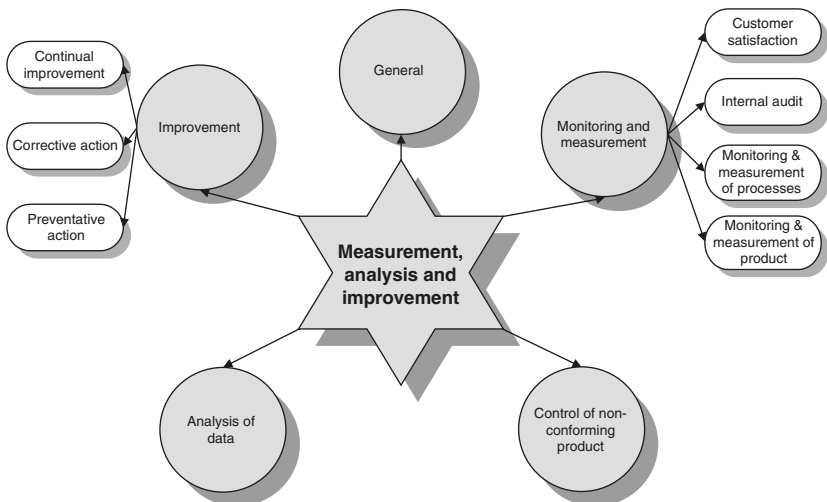 Continual
improvement
Corrective action
Preventative
action
Improvement
General
Monitoring and
measurement
Customer
satisfaction
Internal audit
Monitoring &
measurement
of processes
Monitoring &
measurement of
product
Measurement,
analysis and
improvement
Analysis of
data
Control of non-
conforming
product